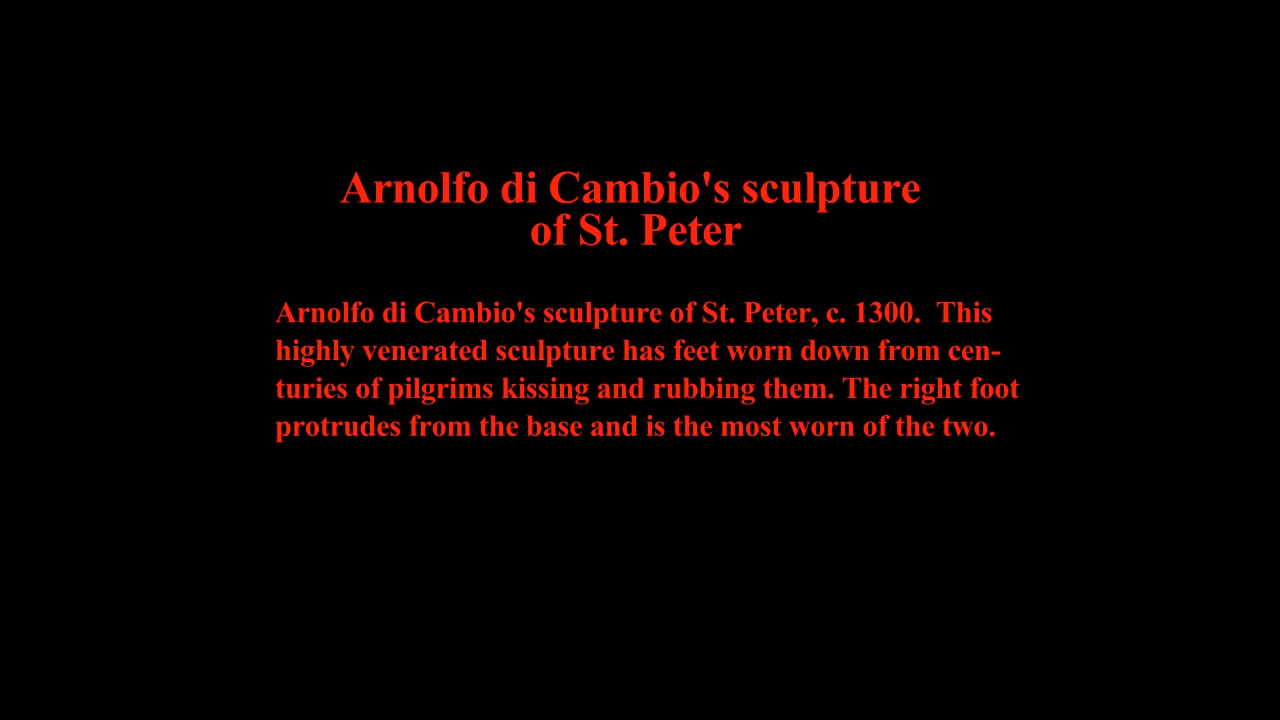 Arnolfo di Cambio's sculpture
of St. Peter
Arnolfo di Cambio's sculpture of St. Peter, c. 1300.  This
highly venerated sculpture has feet worn down from cen-
turies of pilgrims kissing and rubbing them. The right foot
protrudes from the base and is the most worn of the two.